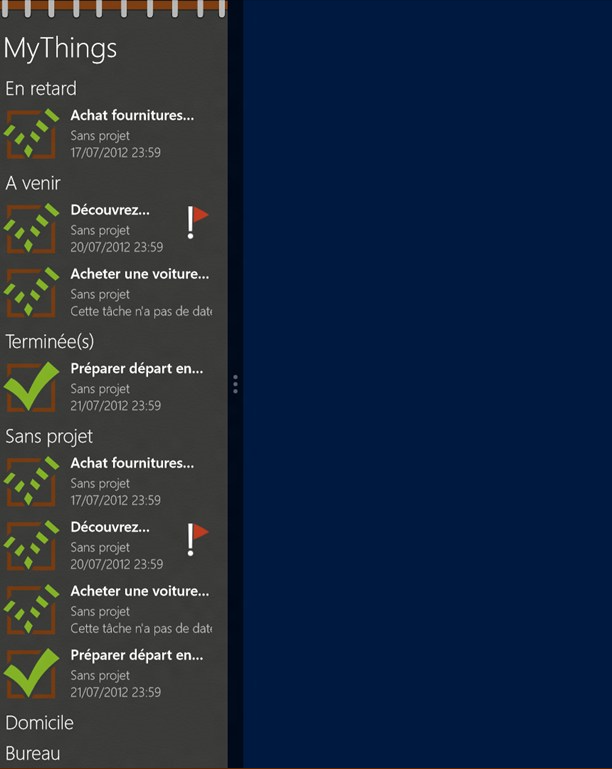 MyThings
En retard
Achat fournitures...
Sans projet
17/07/2012 23:59
A venir
Découvrez...
Sans projet
20/07/2012 23:59
Acheter une voiture...
Sans projet
Cette tâche n'a pas de date
Terminée(s)
Préparer départ en...
Sans projet
21/07/2012 23:59
Sans projet
Achat fournitures...
Sans projet
17/07/2012 23:59
Découvrez...
Sans projet
20/07/2012 23:59
Acheter une voiture...
Sans projet
Cette tâche n'a pas de date
Préparer départ en...
Sans projet
21/07/2012 23:59
Domicile
Bureau